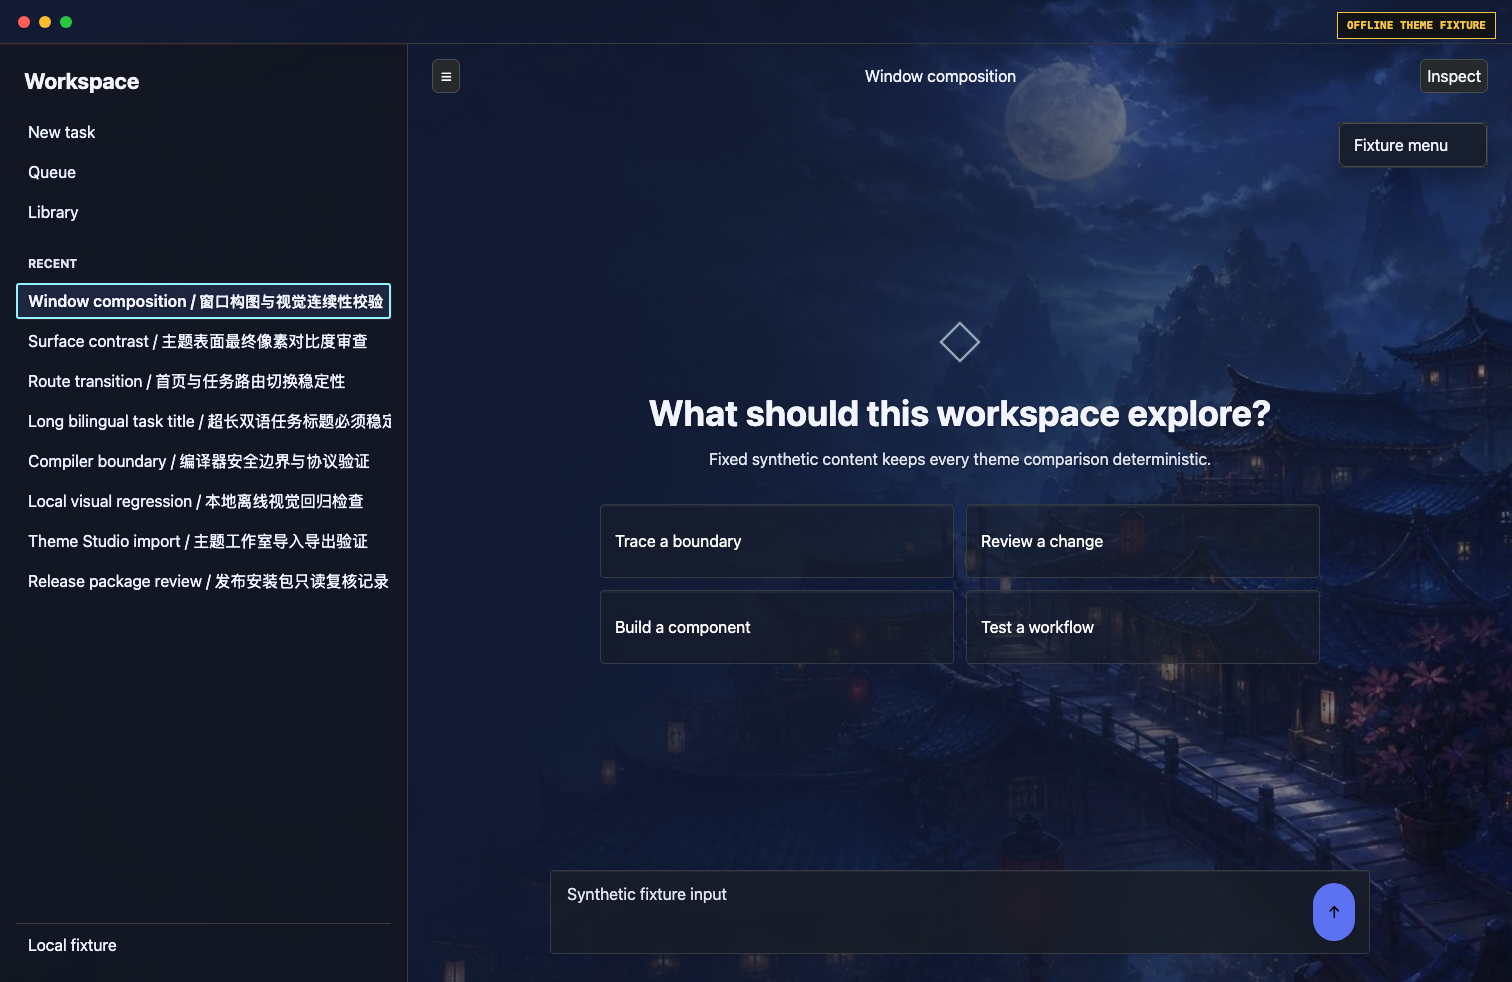 OFFLINE THEME FIXTURE
Workspace
New task
Queue
Library
RECENT
Window composition / 窗口构图与视觉连续性校验
Surface contrast / 主题表面最终像素对比度审查
Route transition / 首页与任务路由切换稳定性
Long bilingual task title / 超长双语任务标题必须稳定
Compiler boundary / 编译器安全边界与协议验证
Local visual regression / 本地离线视觉回归检查
Theme Studio import / 主题工作室导入导出验证
Release package review / 发布安装包只读复核记录
Local fixture
Window composition
Inspect
Fixture menu
What should this workspace explore?
Fixed synthetic content keeps every theme comparison deterministic.
Trace a boundary
Review a change
Build a component
Test a workflow
Synthetic fixture input